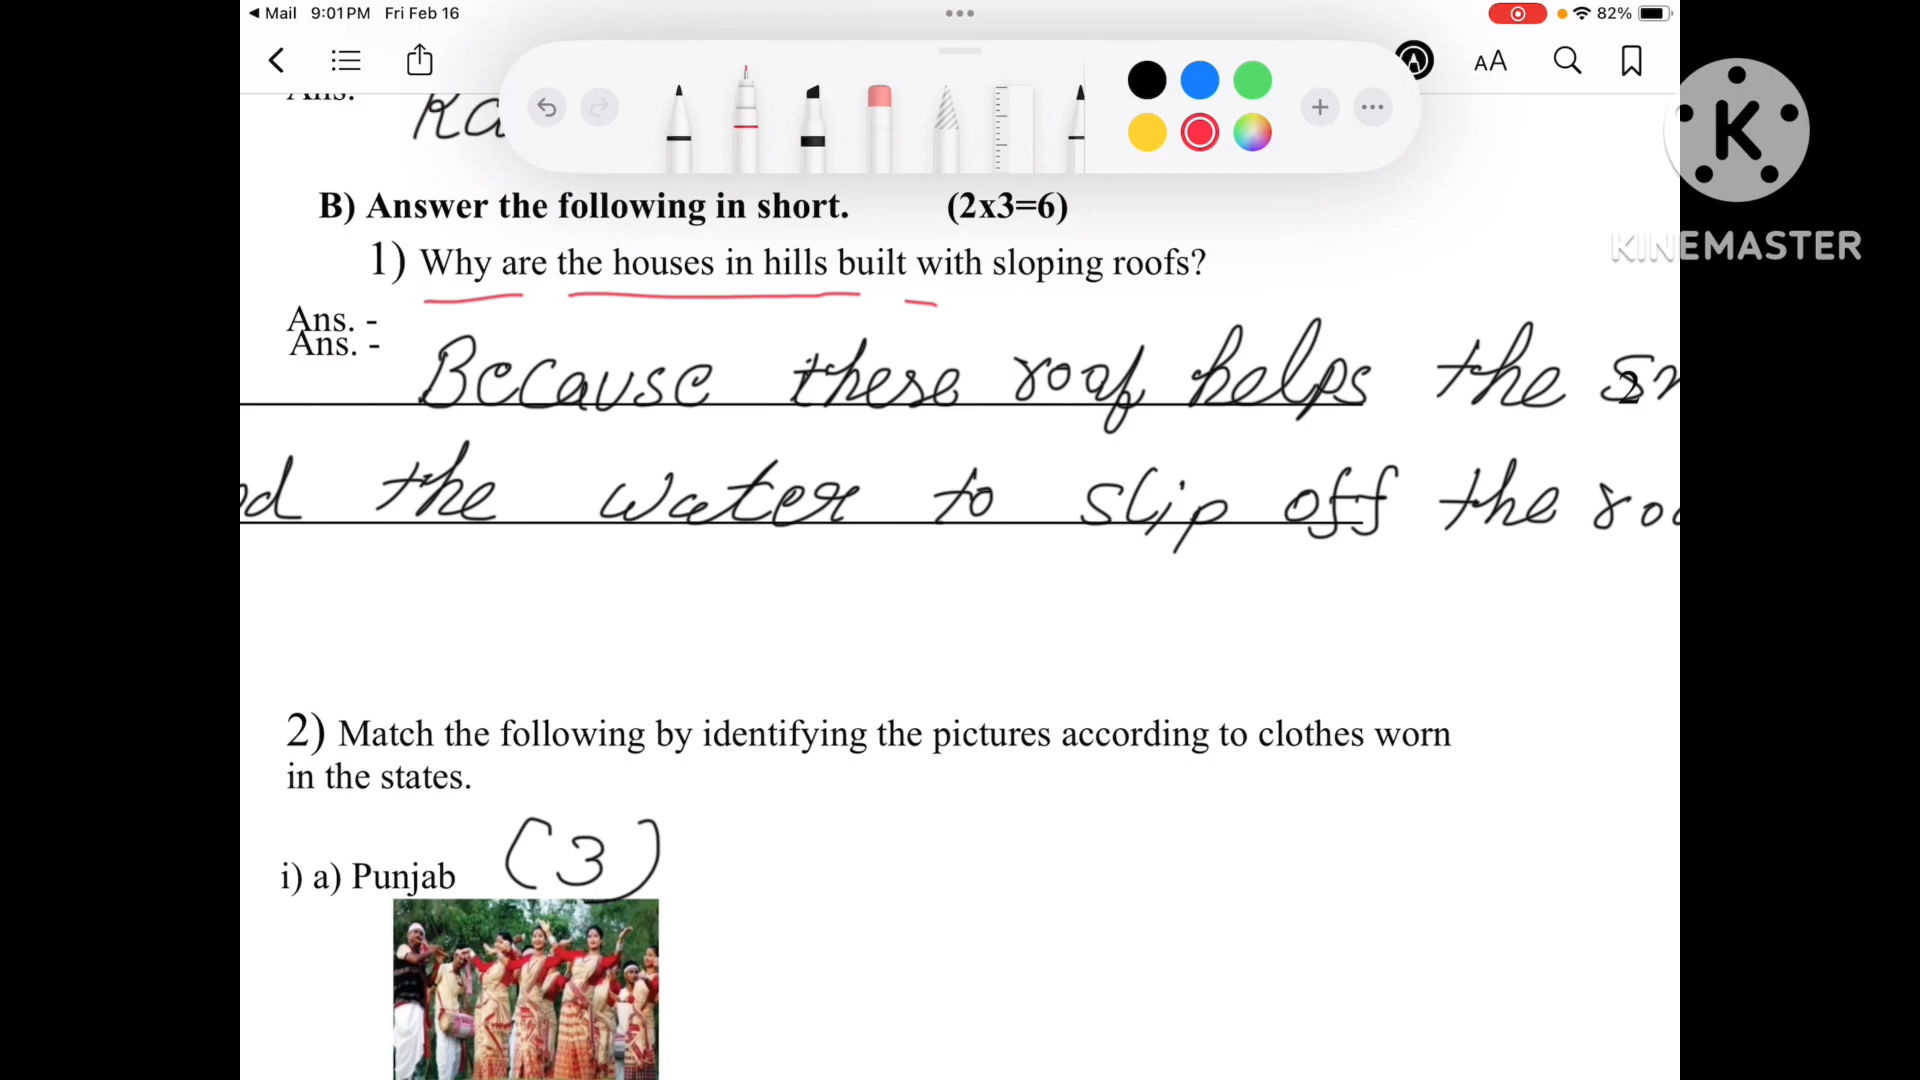 Mail 9:01 PM Fri Feb 16 82%
AA
K
KINEMASTER
Ans.
B) Answer the following in short. (2x3=6)
1) Why are the houses in hills built with sloping roofs?
Ans. -
Ans. -
Because these roof helps the
2
the water to slip off the
2) Match the following by identifying the pictures according to clothes worn
in the states.
i) a) Punjab (3)